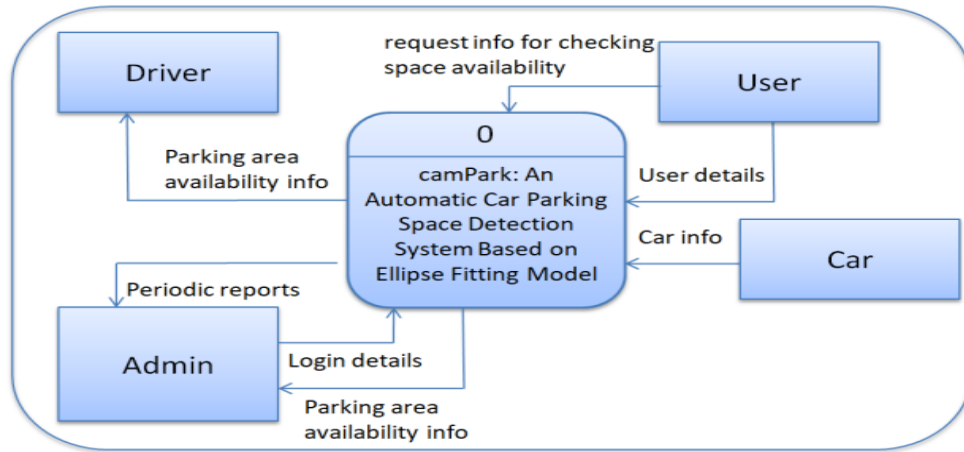 Driver
request info for checking
space availability
User
Parking area
availability info
0
camPark: An
Automatic Car Parking
Space Detection
System Based on
Ellipse Fitting Model
User details
Car info
Car
Periodic reports
Admin
Login details
Parking area
availability info